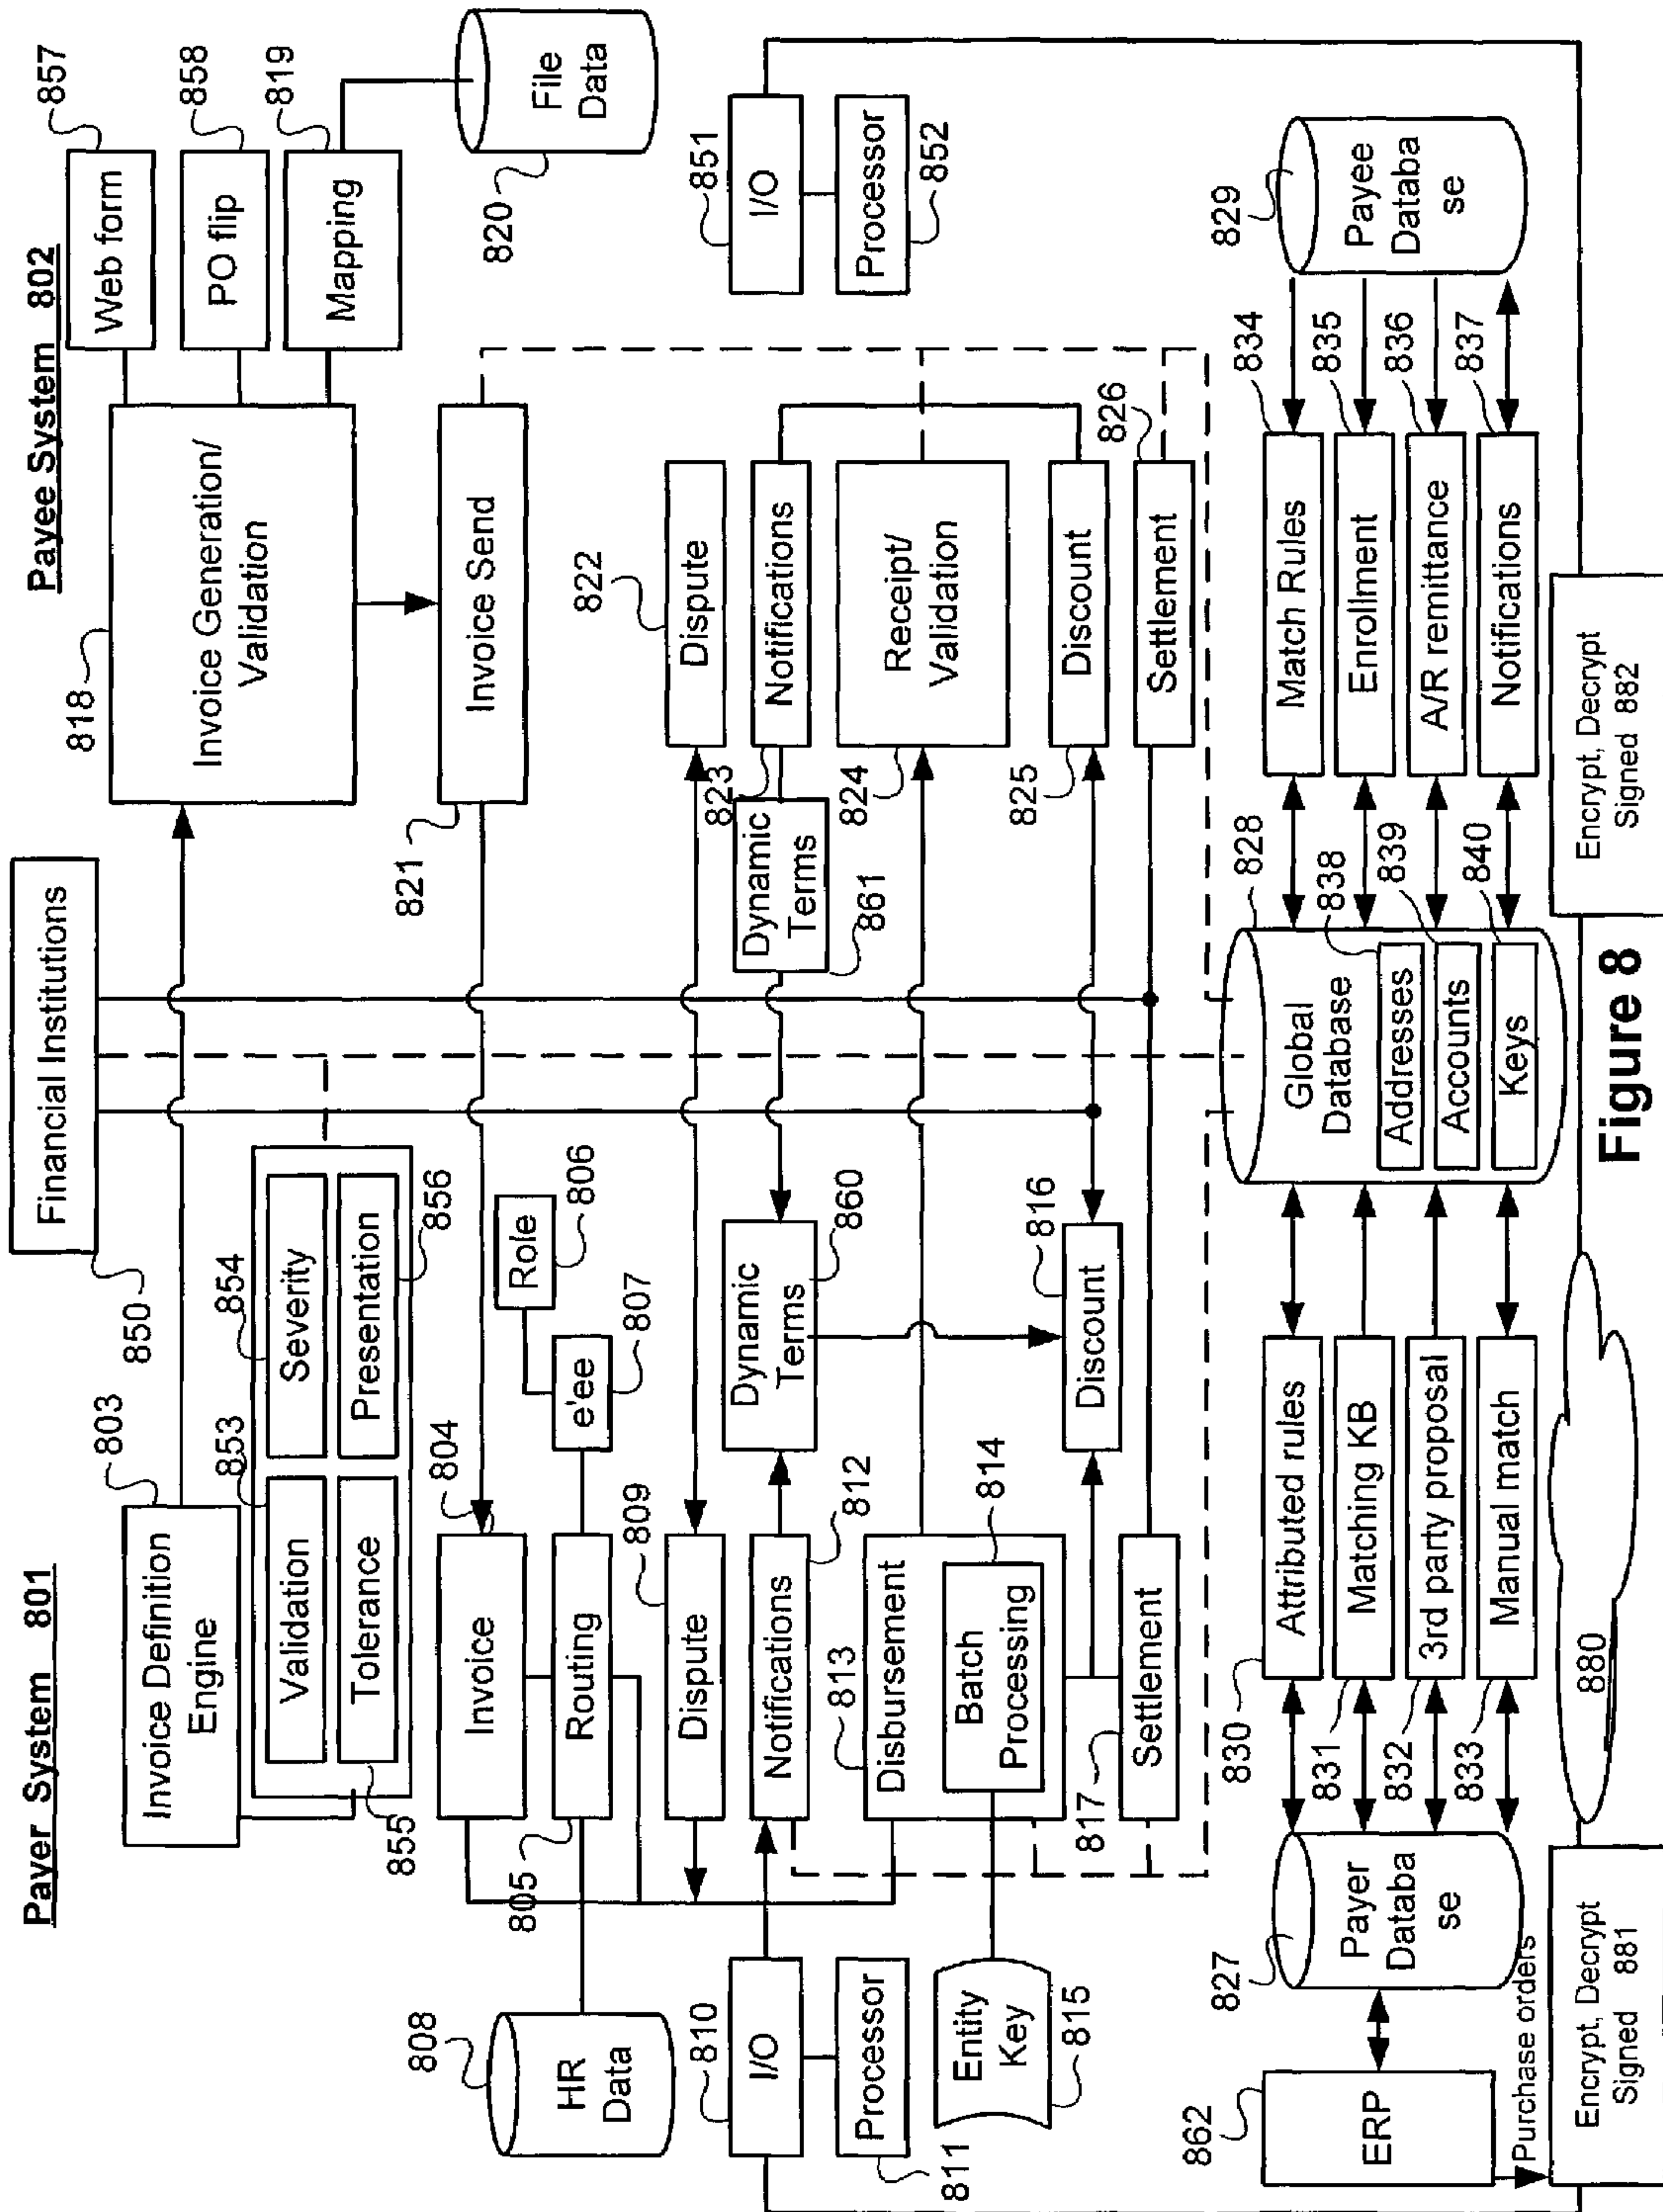 Payer System 801
Payee System 802
Financial Institutions
850
803
Invoice Definition
Engine
853
854
Validation
Severity
Tolerance
Presentation
855
856
818
Invoice Generation/
Validation
Web form
857
PO flip
858
Mapping
819
File
Data
820
804
Invoice
Routing
805
Role
806
e'ee
807
HR
Data
808
821
Invoice Send
809
Dispute
822
Dispute
810
I/O
Processor
811
Notifications
812
Dynamic
Terms
860
Dynamic
Terms
861
823
Notifications
I/O
851
Processor
852
813
Disbursement
Batch
Processing
814
Entity
Key
815
824
Receipt/
Validation
816
Discount
825
Discount
817
Settlement
826
Settlement
862
ERP
Purchase orders
827
Payer
Databa
se
830
Attributed rules
831
Matching KB
832
3rd party proposal
833
Manual match
828
Global
Database
838
Addresses
839
Accounts
840
Keys
834
Match Rules
835
Enrollment
836
A/R remittance
837
Notifications
829
Payee
Databa
se
Encrypt, Decrypt
Signed 881
880
Encrypt, Decrypt
Signed 882
Figure 8